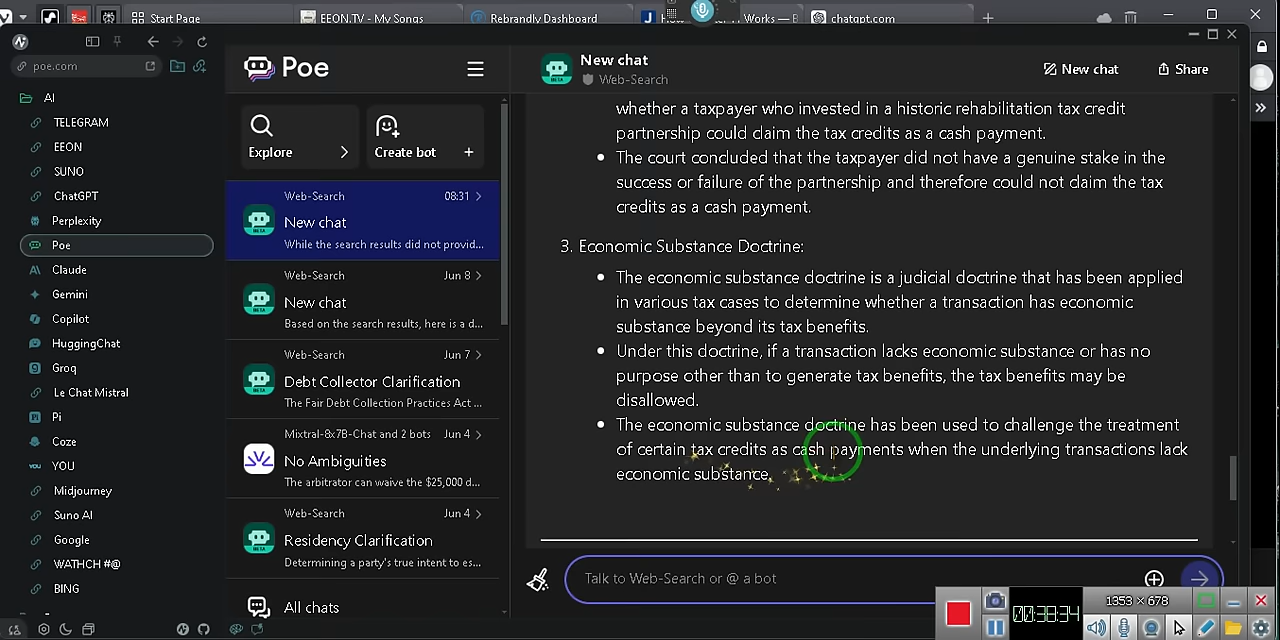 Start Page
EEON.TV - My Songs
Rebrandly Dashboard
chatgpt.com
poe.com
AI
TELEGRAM
EEON
SUNO
ChatGPT
Perplexity
Poe
Claude
Gemini
Copilot
HuggingChat
Groq
Le Chat Mistral
Pi
Coze
YOU
Midjourney
Suno AI
Google
WATHCH #@
BING
Poe
Explore
Create bot
Web-Search 08:31
New chat
While the search results did not provid...
Web-Search Jun 8
New chat
Based on the search results, here is a d...
Web-Search Jun 7
Debt Collector Clarification
The Fair Debt Collection Practices Act ...
Mixtral-8x7B-Chat and 2 bots Jun 4
No Ambiguities
The arbitrator can waive the $25,000 d...
Web-Search Jun 4
Residency Clarification
Determining a party's true intent to es...
All chats
New chat
Web-Search
New chat
Share
whether a taxpayer who invested in a historic rehabilitation tax credit
partnership could claim the tax credits as a cash payment.
• The court concluded that the taxpayer did not have a genuine stake in the
success or failure of the partnership and therefore could not claim the tax
credits as a cash payment.
3. Economic Substance Doctrine:
• The economic substance doctrine is a judicial doctrine that has been applied
in various tax cases to determine whether a transaction has economic
substance beyond its tax benefits.
• Under this doctrine, if a transaction lacks economic substance or has no
purpose other than to generate tax benefits, the tax benefits may be
disallowed.
• The economic substance doctrine has been used to challenge the treatment
of certain tax credits as cash payments when the underlying transactions lack
economic substance.
Talk to Web-Search or @ a bot
1353 × 678
00:38:34